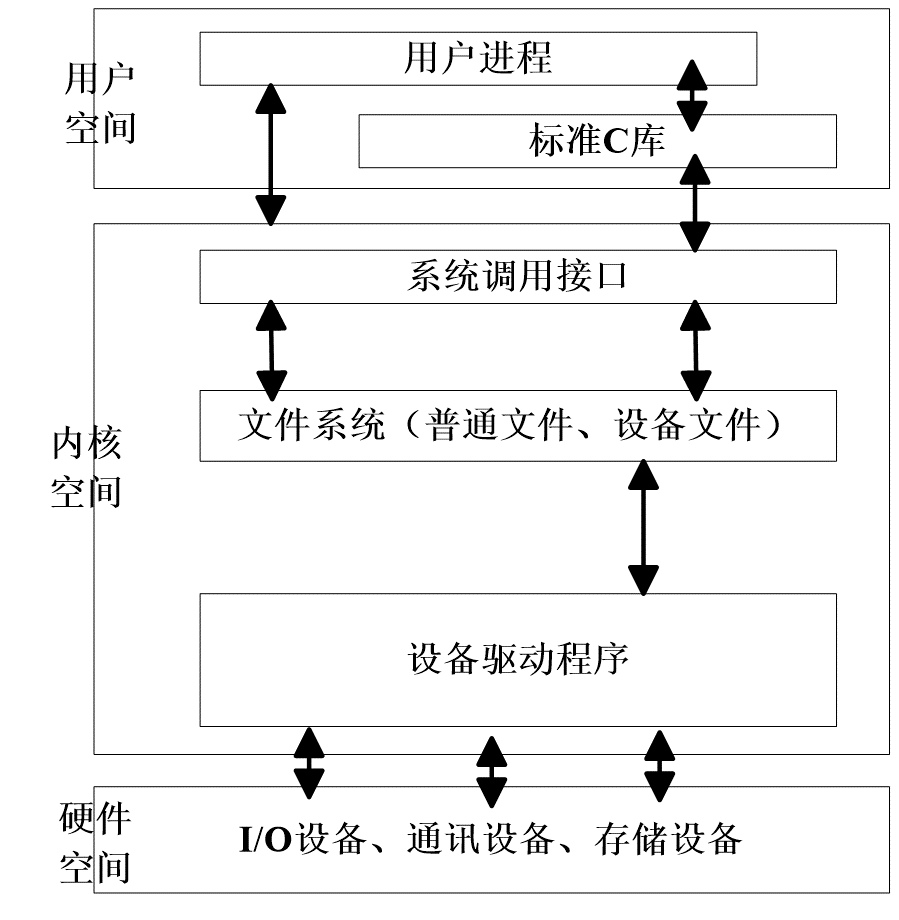 用户进程
用户
空间
标准C库
系统调用接口
文件系统（普通文件、设备文件）
内核
空间
设备驱动程序
硬件
空间
I/O设备、通讯设备、存储设备